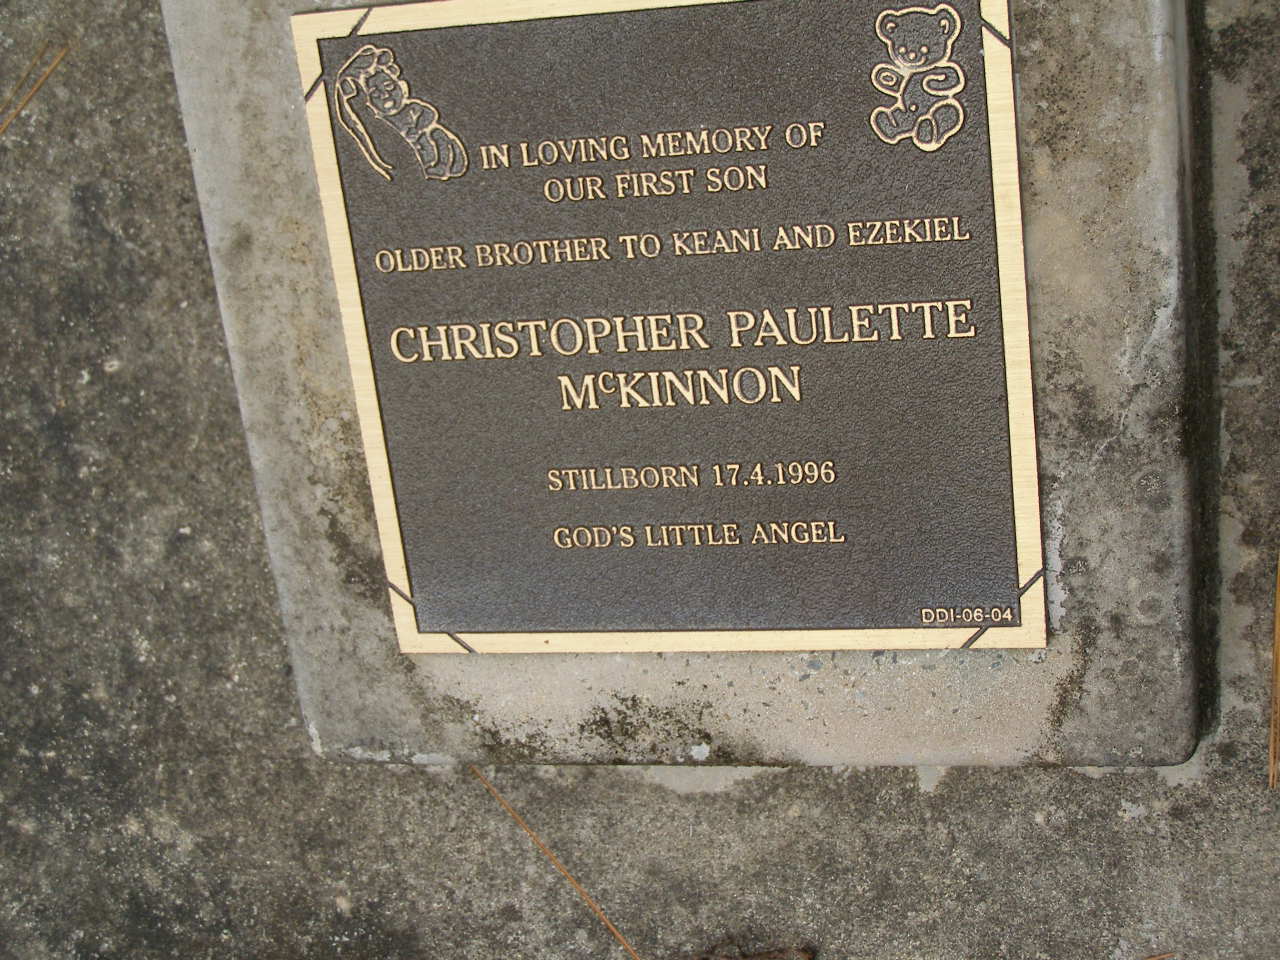 IN LOVING MEMORY OF
OUR FIRST SON
OLDER BROTHER TO KEANI AND EZEKIEL
CHRISTOPHER PAULETTE
McKINNON
STILLBORN 17.4.1996
GOD'S LITTLE ANGEL
DDI-06-04